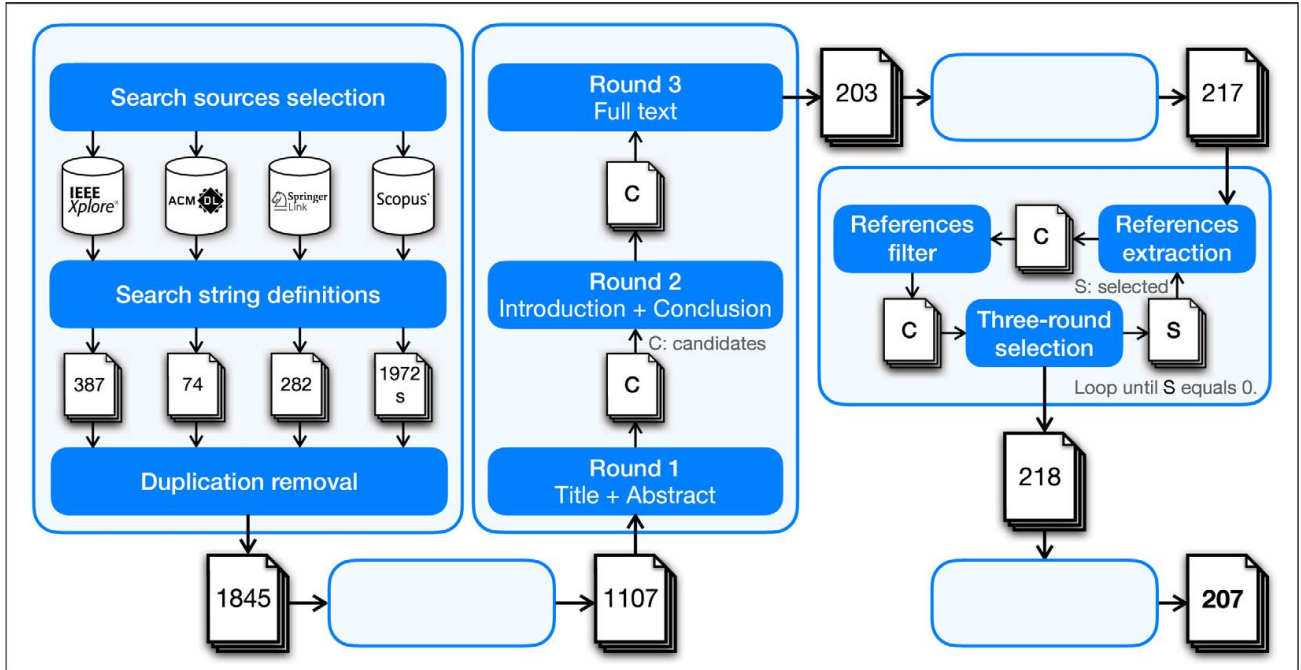 Search sources selection
IEEE
Xplore®
ACM DL
Springer
Link
Scopus®
Search string definitions
387
74
282
1972
s
Duplication removal
1845
1107
Round 1
Title + Abstract
C
C: candidates
Round 2
Introduction + Conclusion
C
Round 3
Full text
203
217
References
extraction
C
References
filter
C
Three-round
selection
S
S: selected
Loop until S equals 0.
218
207